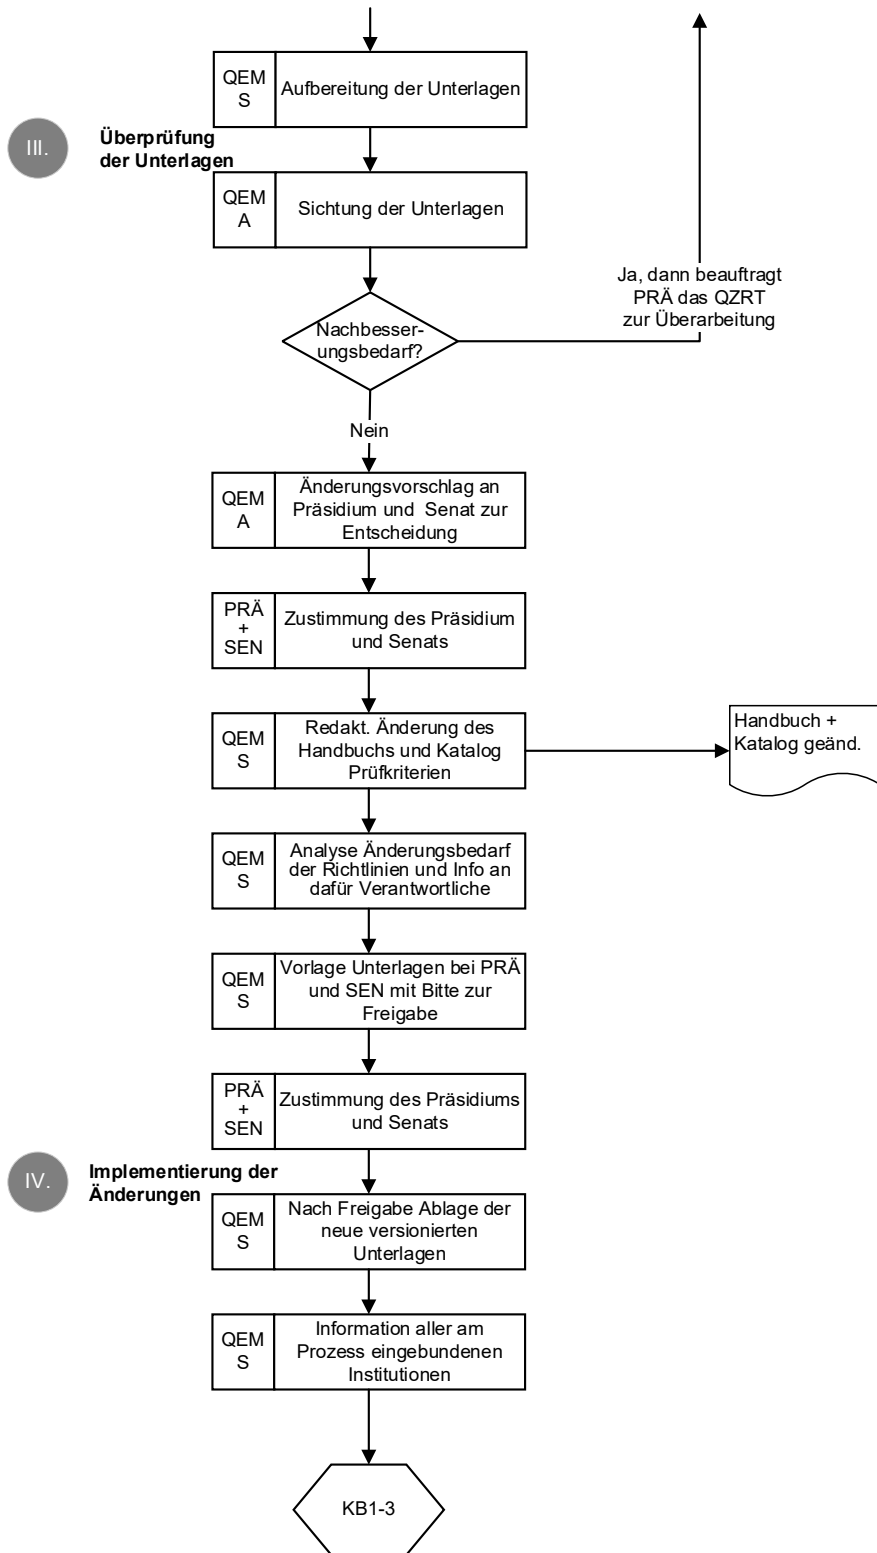 QEM
S
Aufbereitung der Unterlagen
III.
Überprüfung
der Unterlagen
QEM
A
Sichtung der Unterlagen
Ja, dann beauftragt
PRÄ das QZRT
zur Überarbeitung
Nachbesser-
ungsbedarf?
Nein
QEM
A
Änderungsvorschlag an
Präsidium und Senat zur
Entscheidung
PRÄ
+
SEN
Zustimmung des Präsidium
und Senats
QEM
S
Redakt. Änderung des
Handbuchs und Katalog
Prüfkriterien
Handbuch +
Katalog geänd.
QEM
S
Analyse Änderungsbedarf
der Richtlinien und Info an
dafür Verantwortliche
QEM
S
Vorlage Unterlagen bei PRÄ
und SEN mit Bitte zur
Freigabe
PRÄ
+
SEN
Zustimmung des Präsidiums
und Senats
IV.
Implementierung der
Änderungen
QEM
S
Nach Freigabe Ablage der
neue versionierten
Unterlagen
QEM
S
Information aller am
Prozess eingebundenen
Institutionen
KB1-3